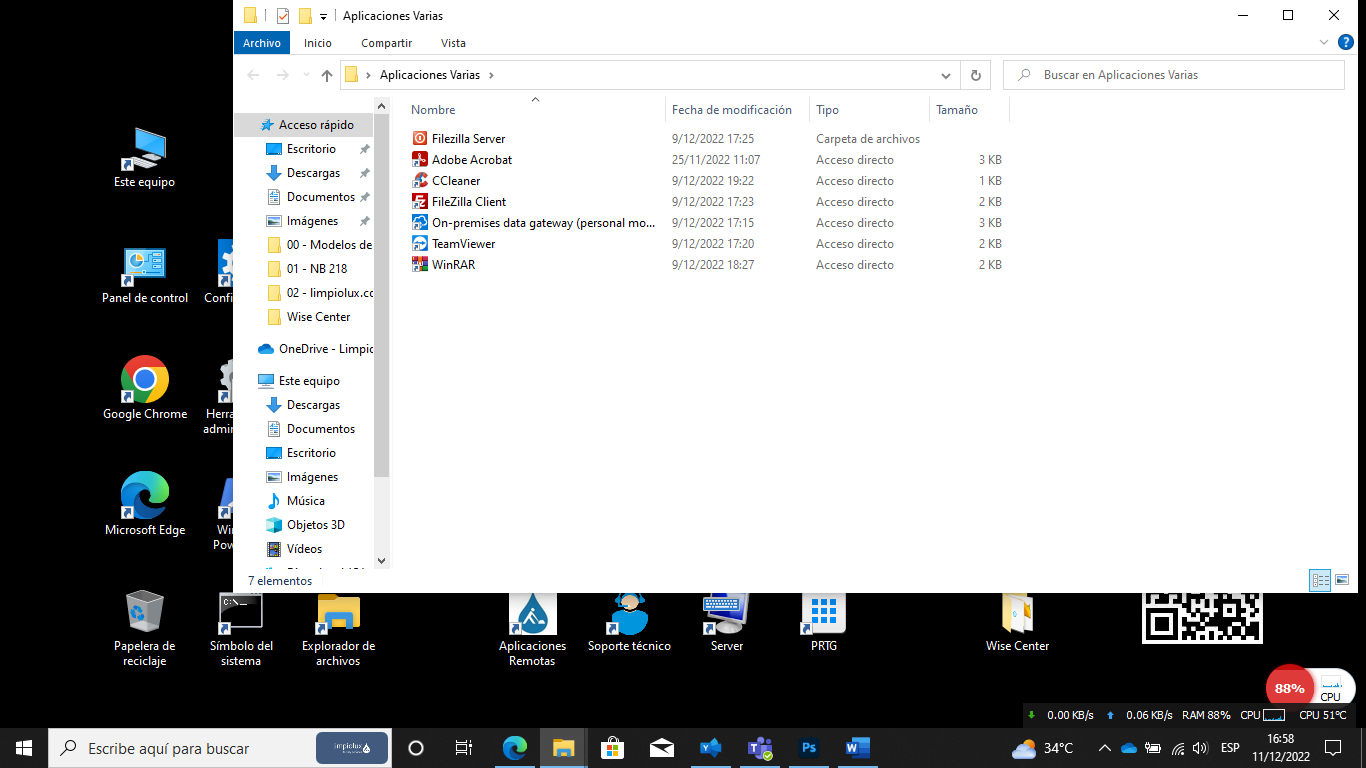 Aplicaciones Varias
Archivo Inicio Compartir Vista
Aplicaciones Varias
Buscar en Aplicaciones Varias
Nombre Fecha de modificación Tipo Tamaño
Filezilla Server 9/12/2022 17:25 Carpeta de archivos
Adobe Acrobat 25/11/2022 11:07 Acceso directo 3 KB
CCleaner 9/12/2022 19:22 Acceso directo 1 KB
FileZilla Client 9/12/2022 17:23 Acceso directo 2 KB
On-premises data gateway (personal mo... 9/12/2022 17:15 Acceso directo 3 KB
TeamViewer 9/12/2022 17:20 Acceso directo 2 KB
WinRAR 9/12/2022 18:27 Acceso directo 2 KB
Acceso rápido
Escritorio
Descargas
Documentos
Imágenes
00 - Modelos de
01 - NB 218
02 - limpiolux.co
Wise Center
OneDrive - Limpio
Este equipo
Descargas
Documentos
Escritorio
Imágenes
Música
Objetos 3D
Vídeos
7 elementos
Este equipo
Panel de control
Confi
Google Chrome
Herra
admin
Microsoft Edge
Win
Pow
Papelera de
reciclaje
C:\_
Símbolo del
sistema
Explorador de
archivos
Aplicaciones
Remotas
Soporte técnico
Server
PRTG
Wise Center
88%
CPU
0.00 KB/s 0.06 KB/s RAM 88% CPU CPU 51°C
Escribe aquí para buscar
limpiolux
Ps
W
34°C
ESP
16:58
11/12/2022